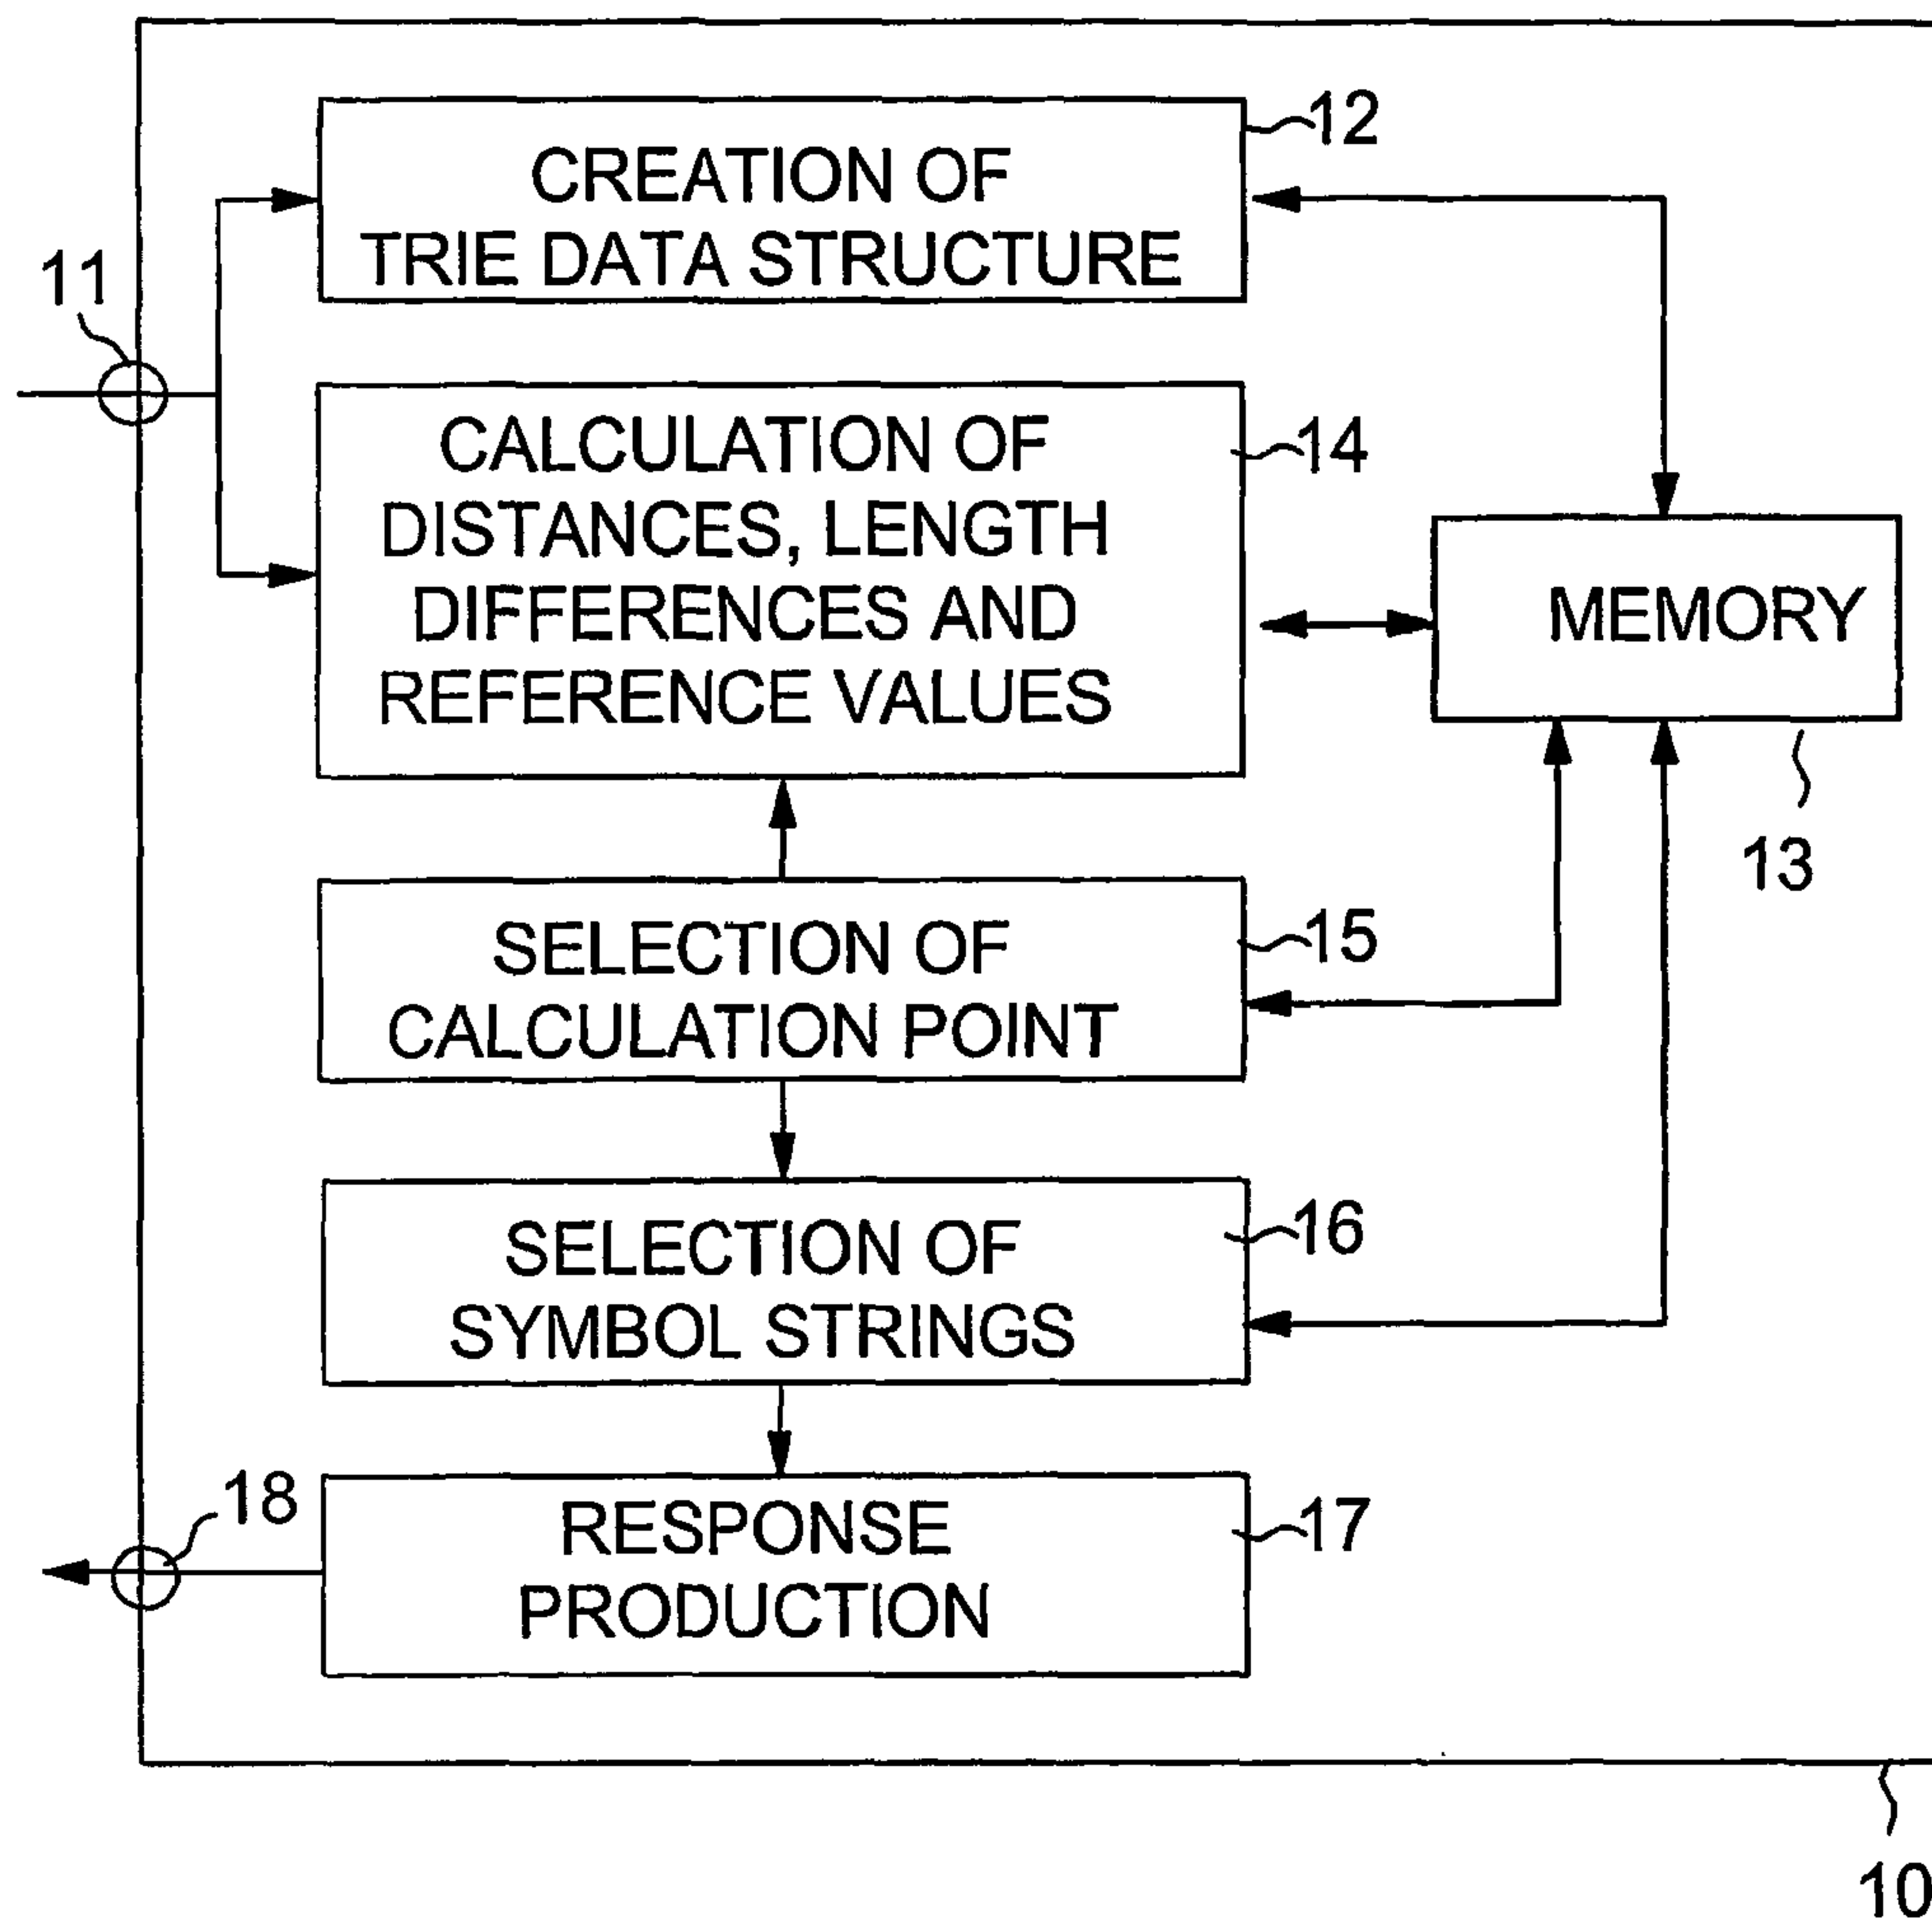 12
CREATION OF
TRIE DATA STRUCTURE
11
CALCULATION OF
DISTANCES, LENGTH
DIFFERENCES AND
REFERENCE VALUES
14
MEMORY
13
SELECTION OF
CALCULATION POINT
15
SELECTION OF
SYMBOL STRINGS
16
RESPONSE
PRODUCTION
17
18
10